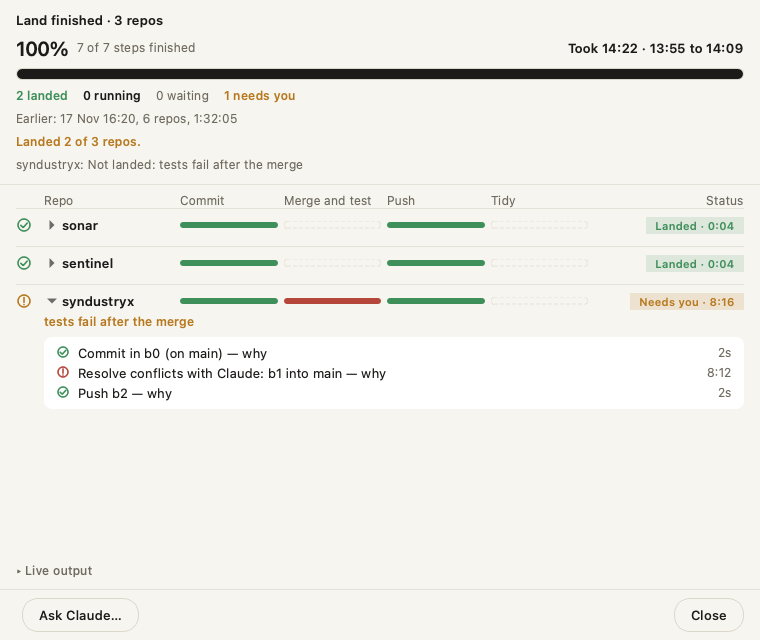 Land finished · 3 repos
100% 7 of 7 steps finished Took 14:22 · 13:55 to 14:09
2 landed 0 running 0 waiting 1 needs you
Earlier: 17 Nov 16:20, 6 repos, 1:32:05
Landed 2 of 3 repos.
syndustryx: Not landed: tests fail after the merge
Repo Commit Merge and test Push Tidy Status
sonar Landed · 0:04
sentinel Landed · 0:04
syndustryx Needs you · 8:16
tests fail after the merge
Commit in b0 (on main) — why 2s
Resolve conflicts with Claude: b1 into main — why 8:12
Push b2 — why 2s
Live output
Ask Claude... Close